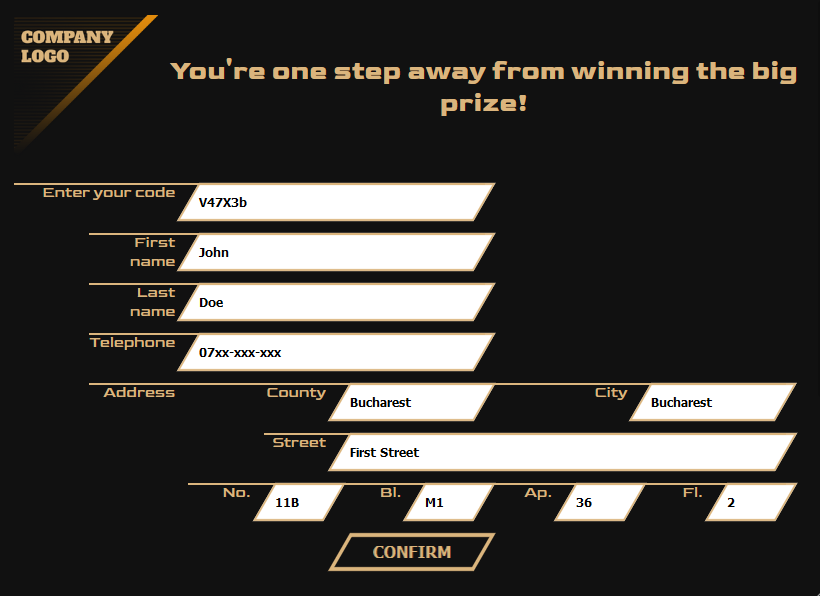 COMPANY
LOGO
You're one step away from winning the big
prize!
Enter your code V47X3b
First
name John
Last
name Doe
Telephone 07xx-xxx-xxx
Address County Bucharest City Bucharest
Street First Street
No. 11B Bl. M1 Ap. 36 Fl. 2
CONFIRM